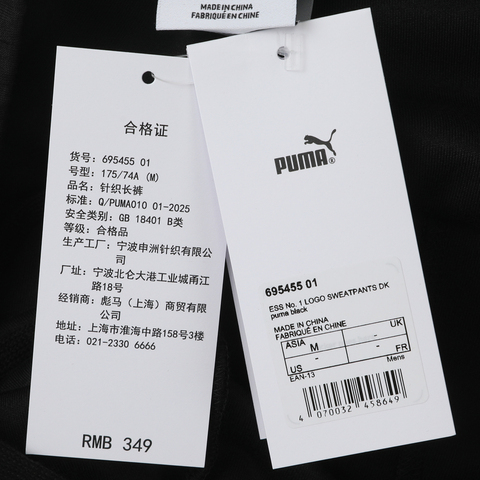 MADE IN CHINA
FABRIQUÉ EN CHINE
合格证
货号: 695455 01
号型: 175/74A (M)
品名: 针织长裤
标准: Q/PUMA010 01-2025
安全类别: GB 18401 B类
等级: 合格品
生产工厂: 宁波申洲针织有限公
司
厂址: 宁波北仑大港工业城甬江
路18号
经销商: 彪马(上海)商贸有限
公司
地址: 上海市淮海中路158号3楼
电话: 021-2330 6666
RMB 349
PUMA
695455 01
ESS No. 1 LOGO SWEATPANTS DK
puma black
MADE IN CHINA
FABRIQUÉ EN CHINE
ASIA M - UK
US - - FR
EAN-13 Mens
4 070032 458649